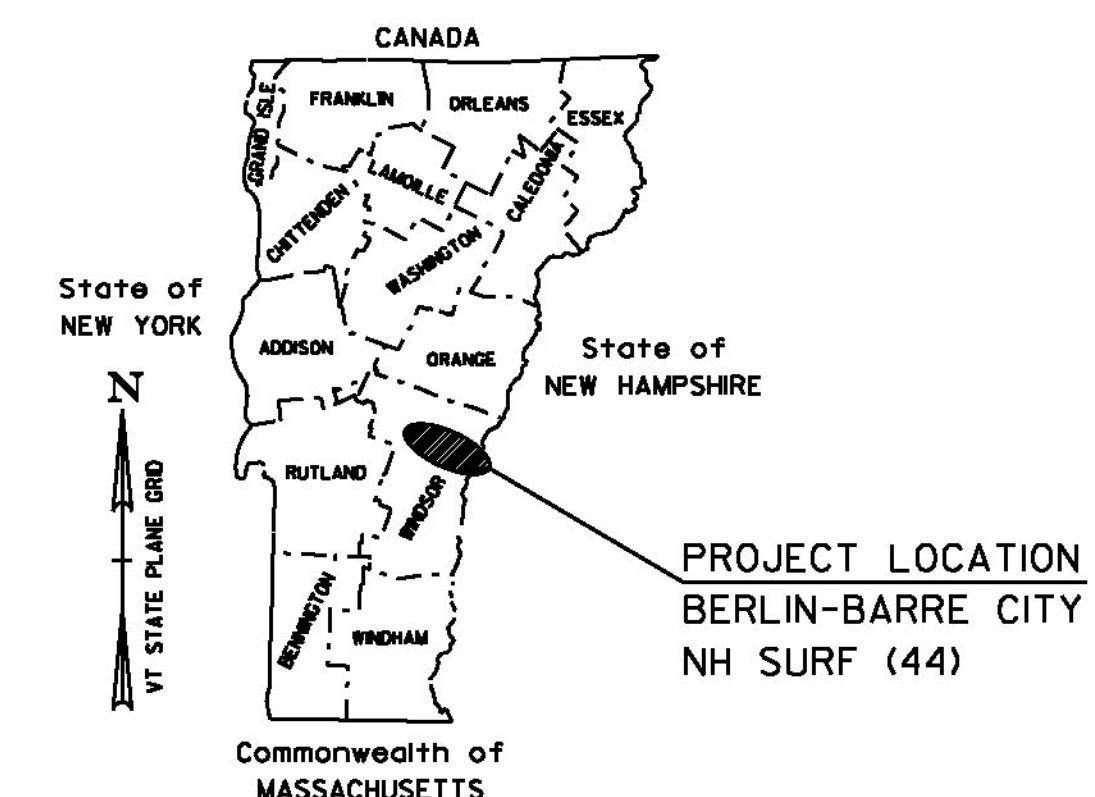 CANADA
GRAND ISLE
FRANKLIN
ORLEANS
ESSEX
LAMOILLE
CALEDONIA
CHITTENDEN
WASHINGTON
State of
NEW YORK
ADDISON
ORANGE
State of
NEW HAMPSHIRE
N
VT STATE PLANE GRID
RUTLAND
WINDSOR
PROJECT LOCATION
BERLIN-BARRE CITY
NH SURF (44)
BENNINGTON
WINDHAM
Commonwealth of
MASSACHUSETTS